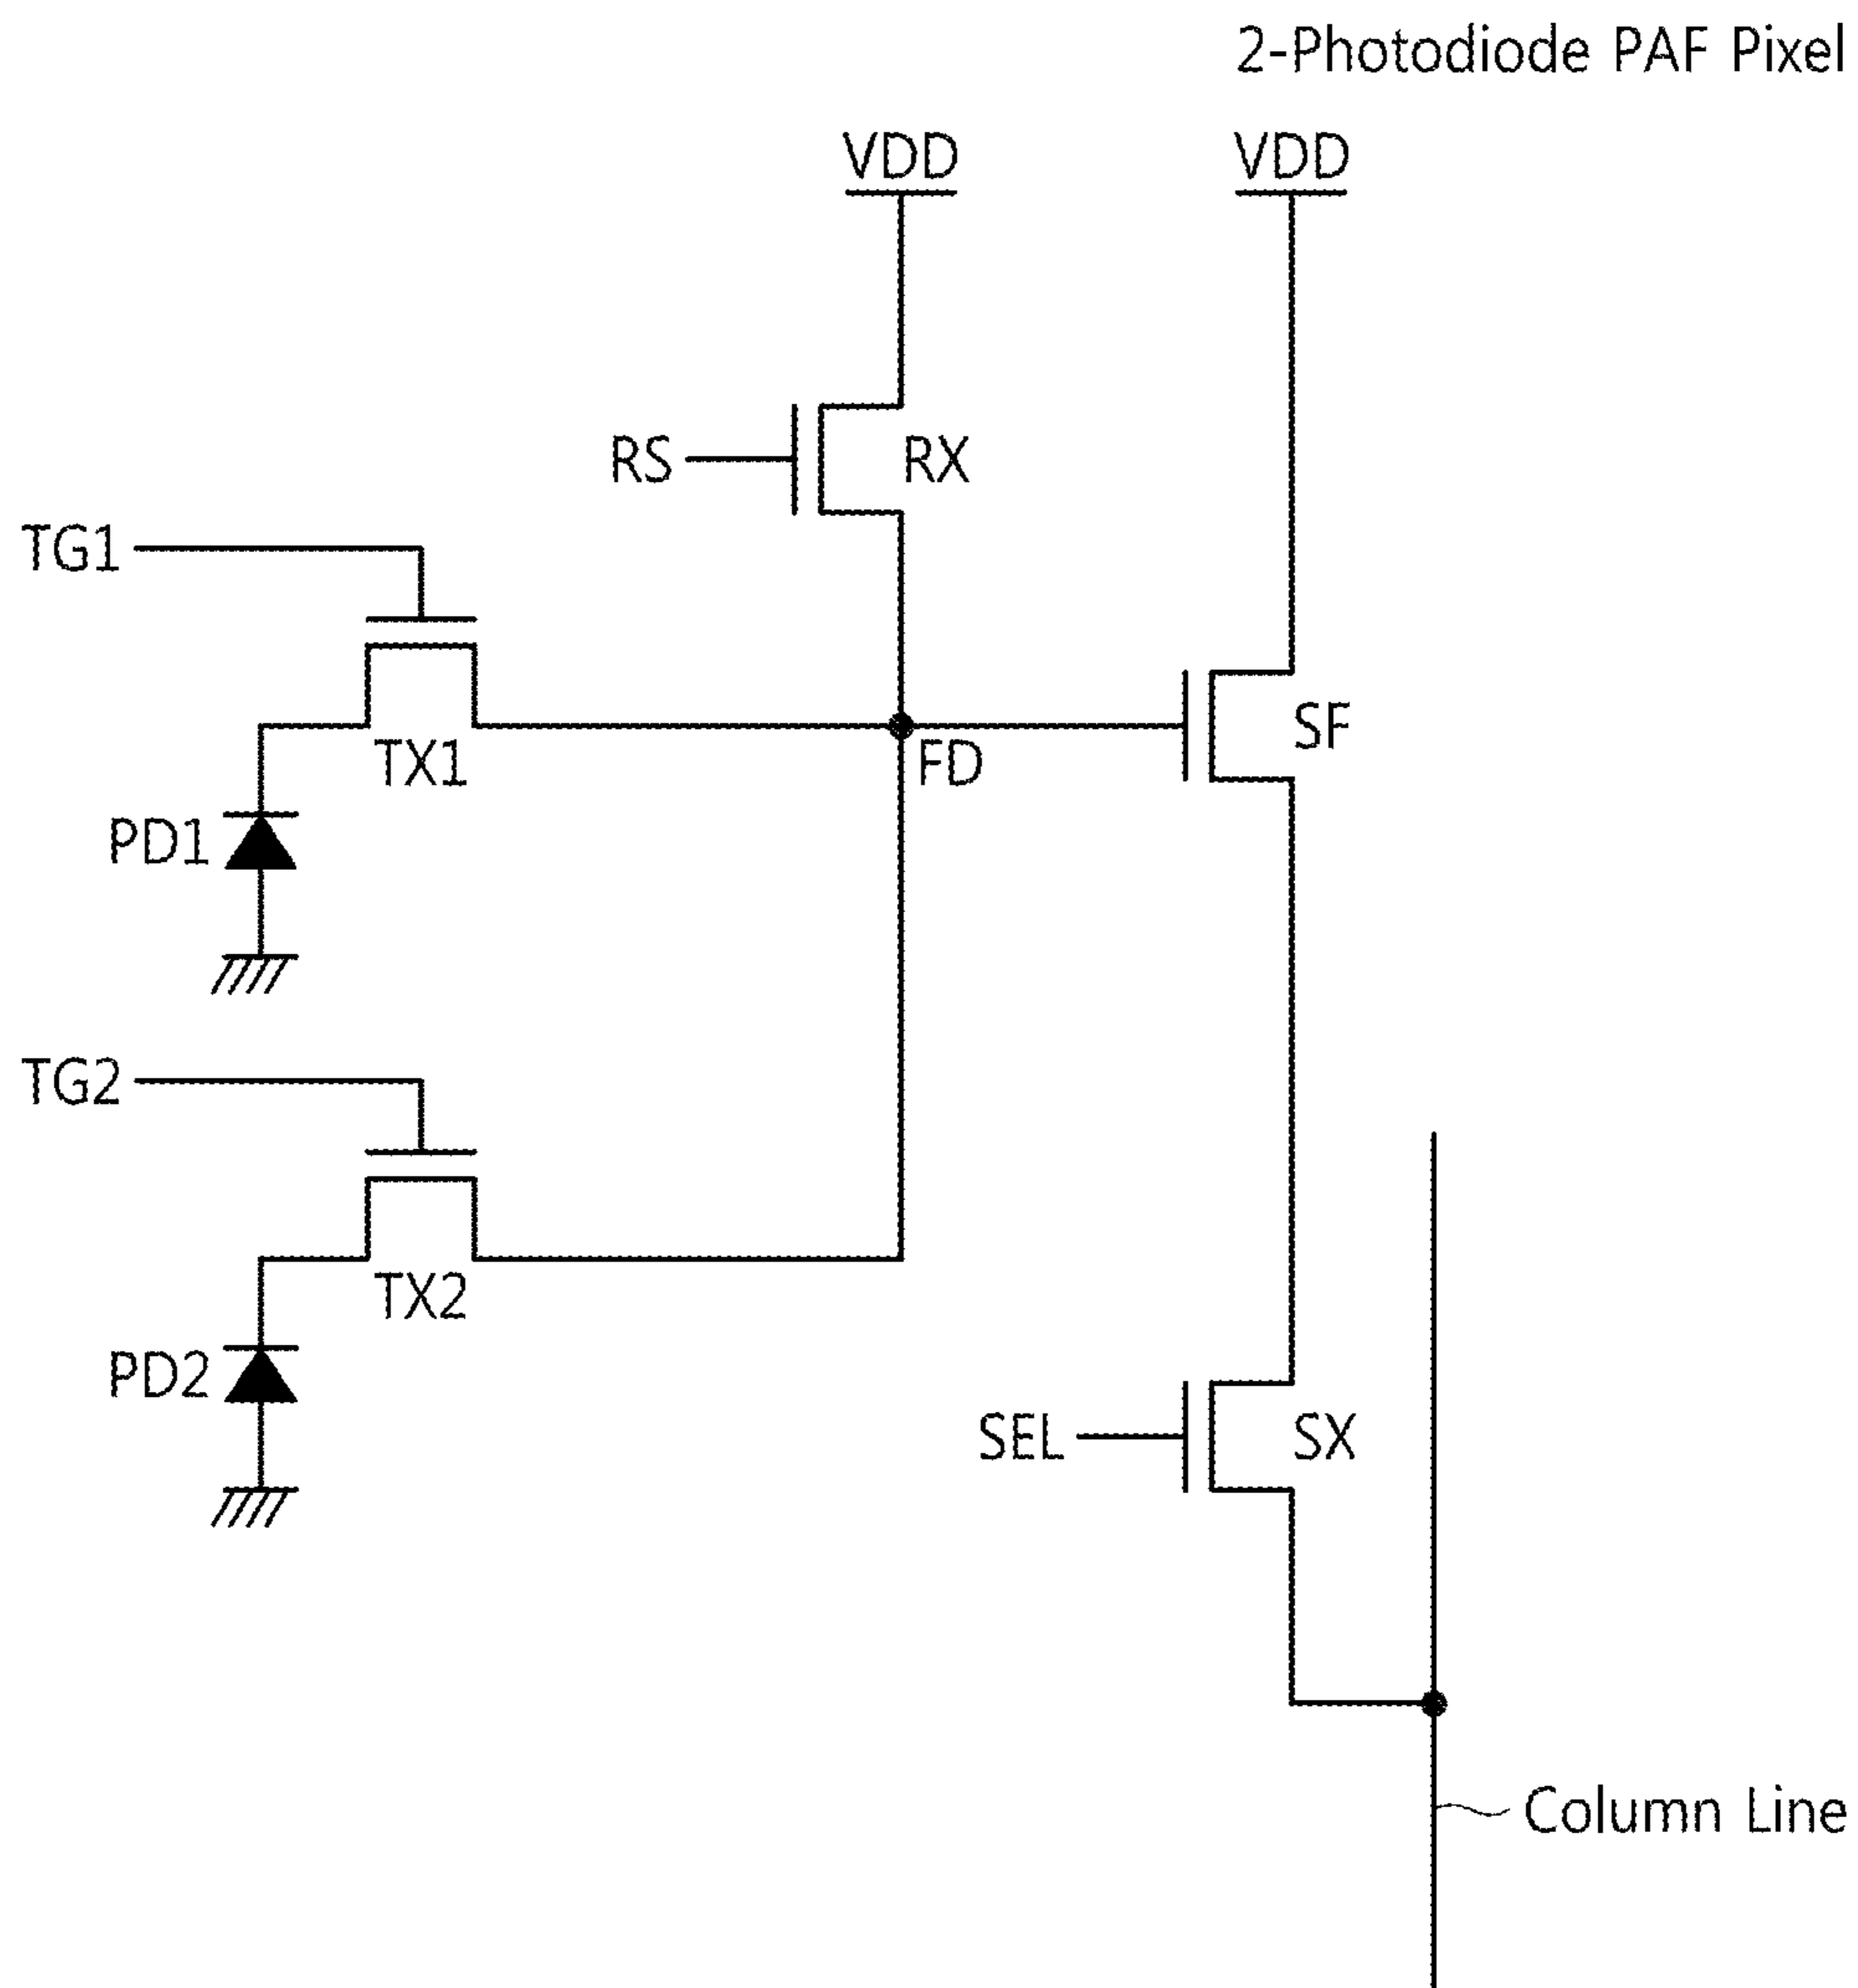 2-Photodiode PAF Pixel
VDD
VDD
RS
RX
TG1
TX1
FD
SF
PD1
TG2
TX2
PD2
SEL
SX
Column Line